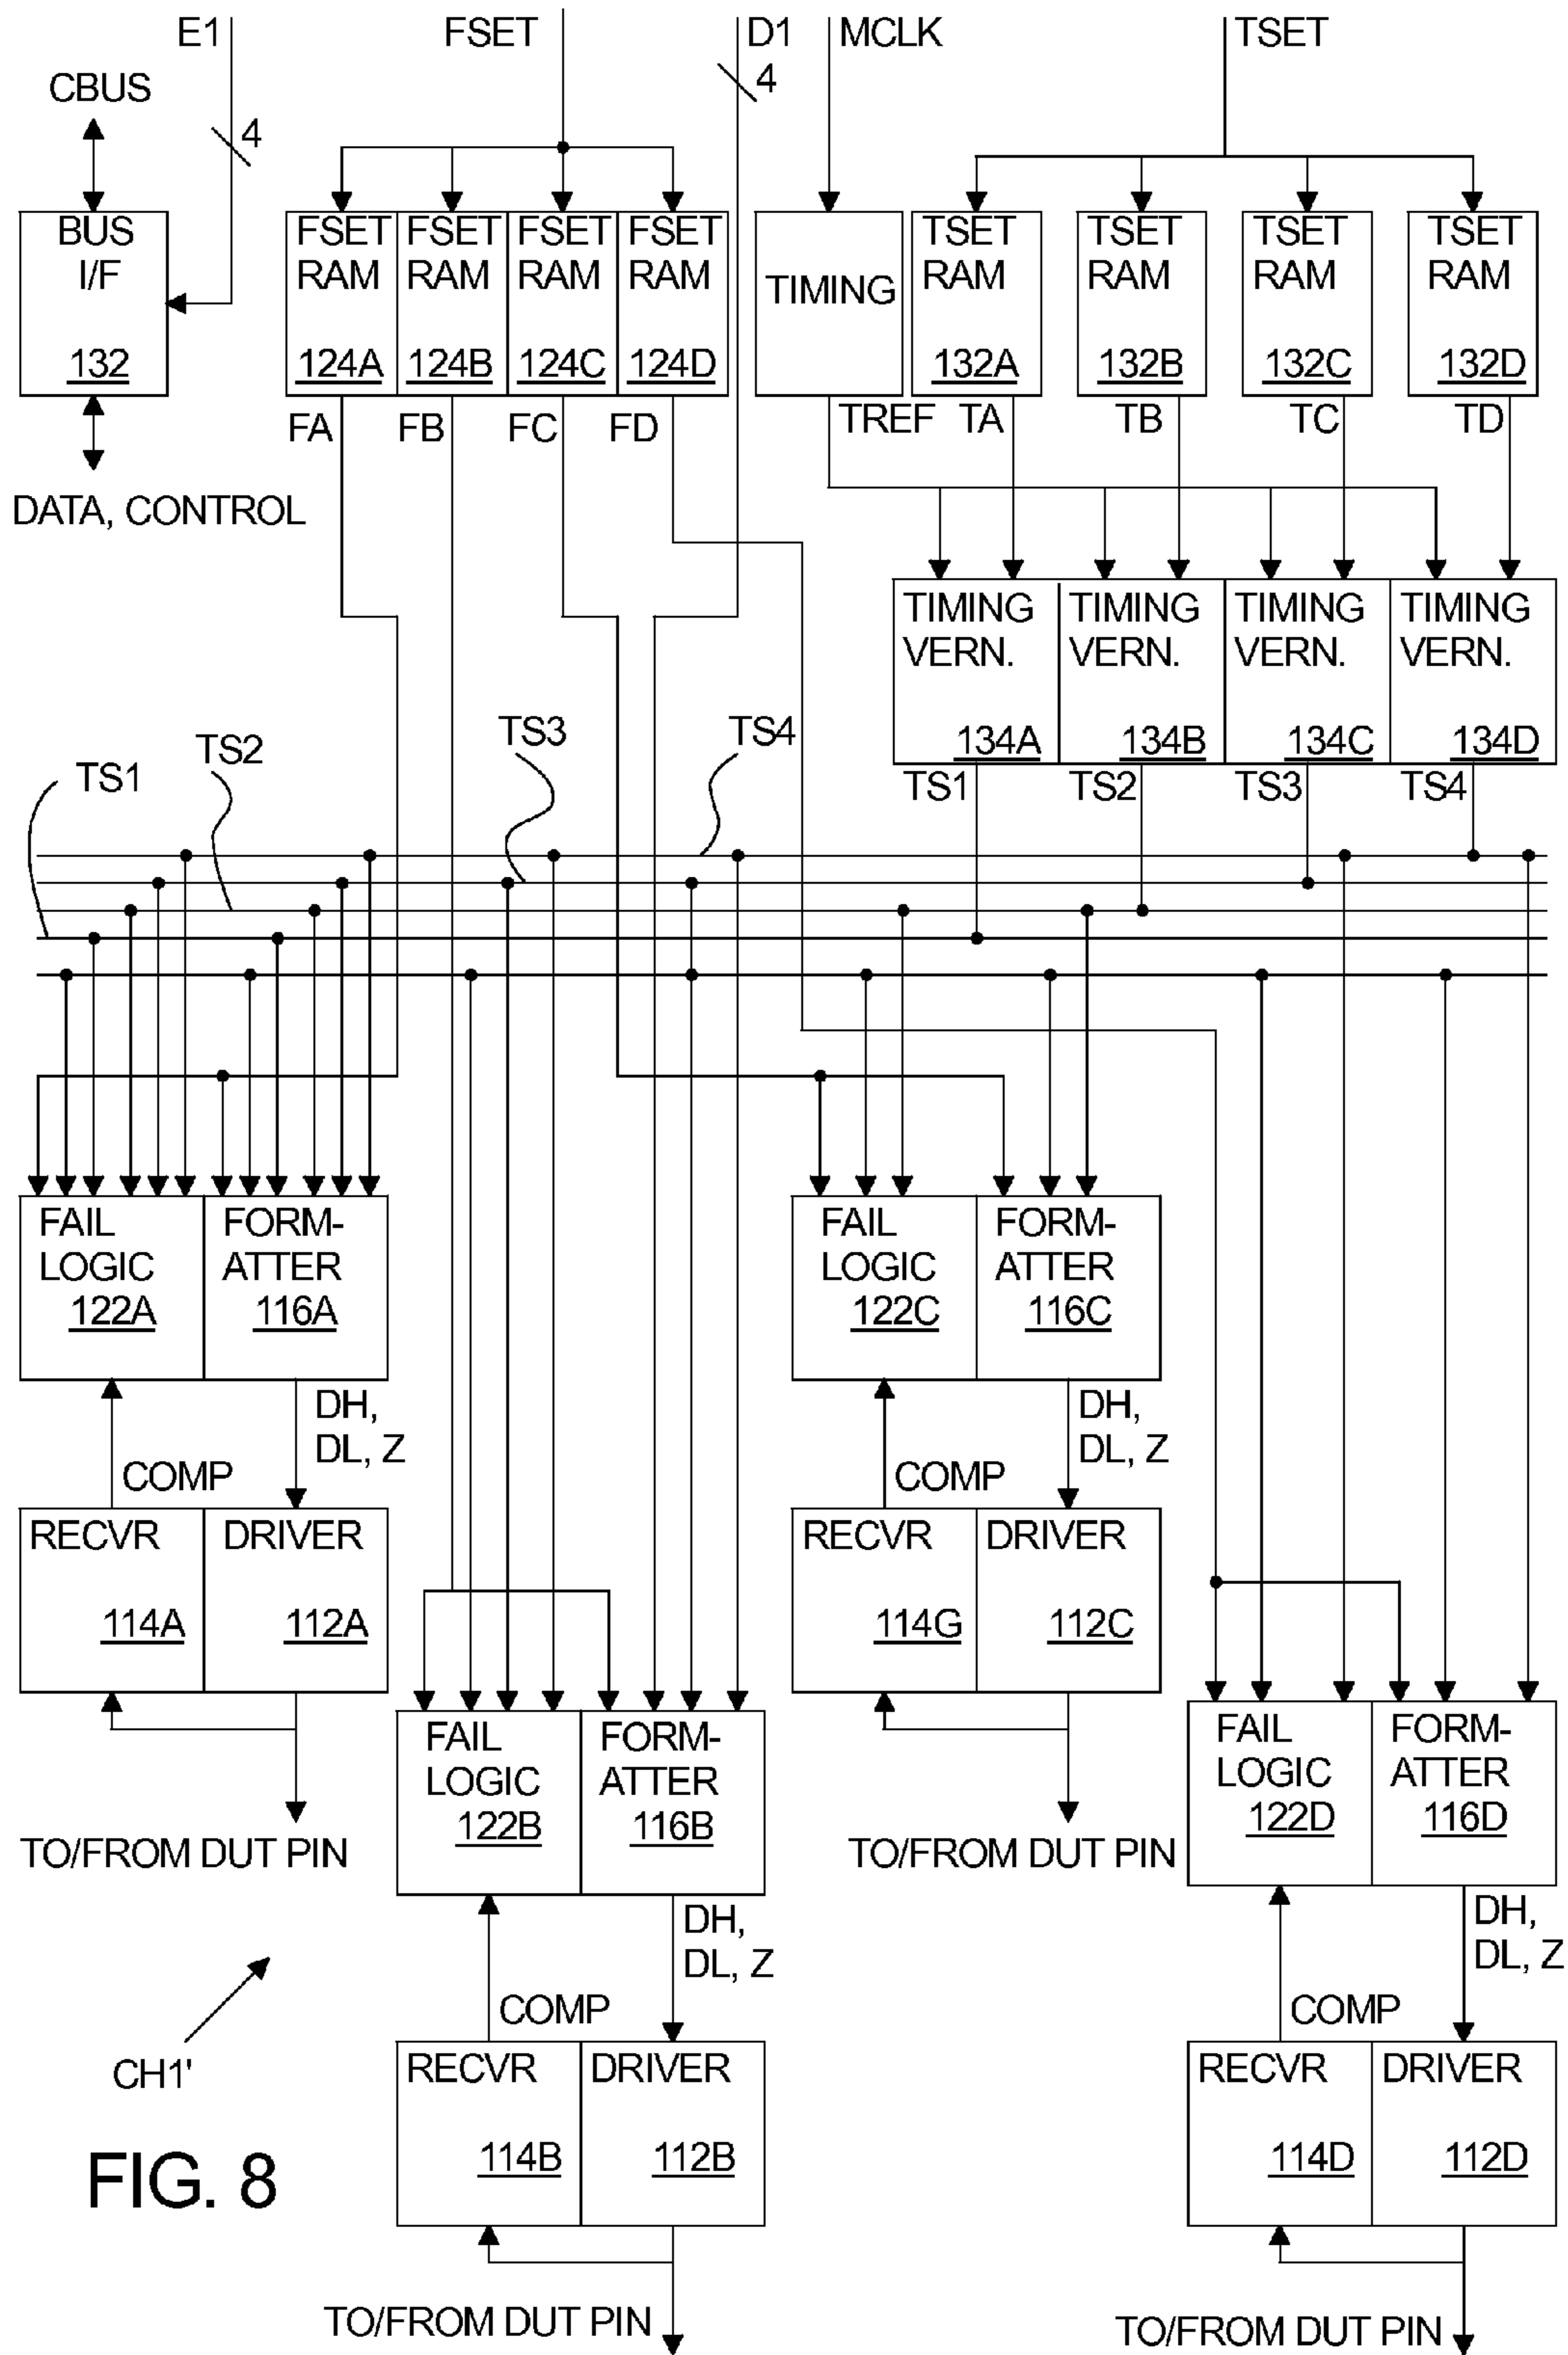 E1
FSET
D1
MCLK
TSET
CBUS
4
4
BUS
I/F
132
FSET
RAM
124A
FSET
RAM
124B
FSET
RAM
124C
FSET
RAM
124D
TIMING
TSET
RAM
132A
TSET
RAM
132B
TSET
RAM
132C
TSET
RAM
132D
FA
FB
FC
FD
TREF
TA
TB
TC
TD
DATA, CONTROL
TIMING
VERN.
134A
TIMING
VERN.
134B
TIMING
VERN.
134C
TIMING
VERN.
134D
TS1
TS2
TS3
TS4
TS1
TS2
TS3
TS4
FAIL
LOGIC
122A
FORM-
ATTER
116A
FAIL
LOGIC
122C
FORM-
ATTER
116C
DH,
DL, Z
COMP
DH,
DL, Z
COMP
RECVR
114A
DRIVER
112A
RECVR
114G
DRIVER
112C
TO/FROM DUT PIN
TO/FROM DUT PIN
FAIL
LOGIC
122B
FORM-
ATTER
116B
FAIL
LOGIC
122D
FORM-
ATTER
116D
DH,
DL, Z
COMP
DH,
DL, Z
COMP
CH1'
RECVR
114B
DRIVER
112B
RECVR
114D
DRIVER
112D
FIG. 8
TO/FROM DUT PIN
TO/FROM DUT PIN